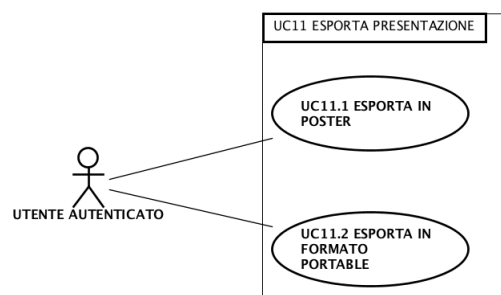 UC11 ESPORTA PRESENTAZIONE
UC11.1 ESPORTA IN
POSTER
UTENTE AUTENTICATO
UC11.2 ESPORTA IN
FORMATO
PORTABLE